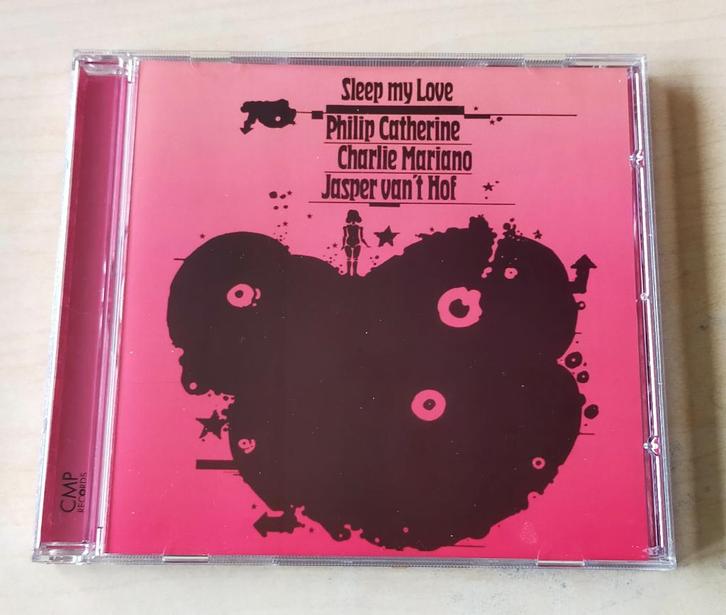 Sleep my Love
Philip Catherine
Charlie Mariano
Jasper van't Hof
CMP
RECORDS